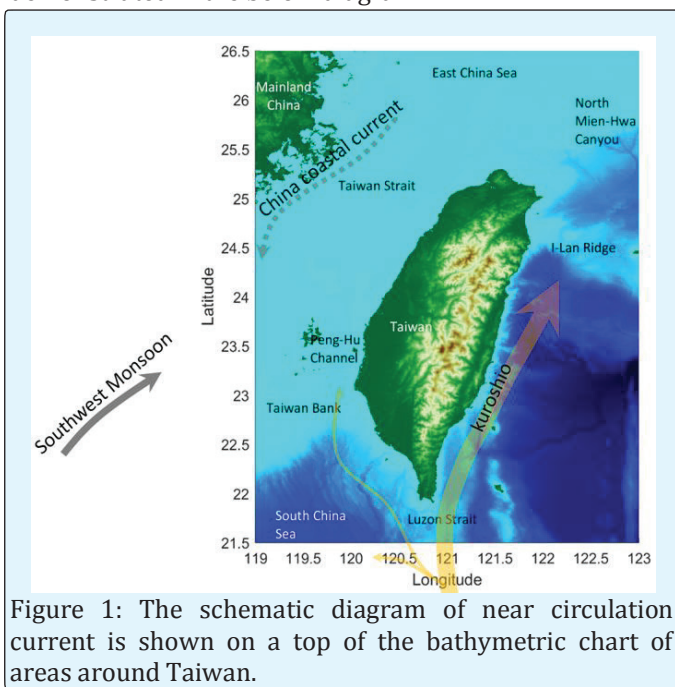 26.5
East China Sea
Mainland
China
26
North
Mien-Hwa
Canyou
25.5
China coastal current
Taiwan Strait
25
24.5
I-Lan Ridge
Latitude
24
Taiwan
23.5
Peng-Hu
Channel
Southwest Monsoon
23
kuroshio
Taiwan Bank
22.5
22
South China
Sea
Luzon Strait
21.5
119 119.5 120 120.5 121 121.5 122 122.5 123
Longitude
Figure 1: The schematic diagram of near circulation
current is shown on a top of the bathymetric chart of
areas around Taiwan.